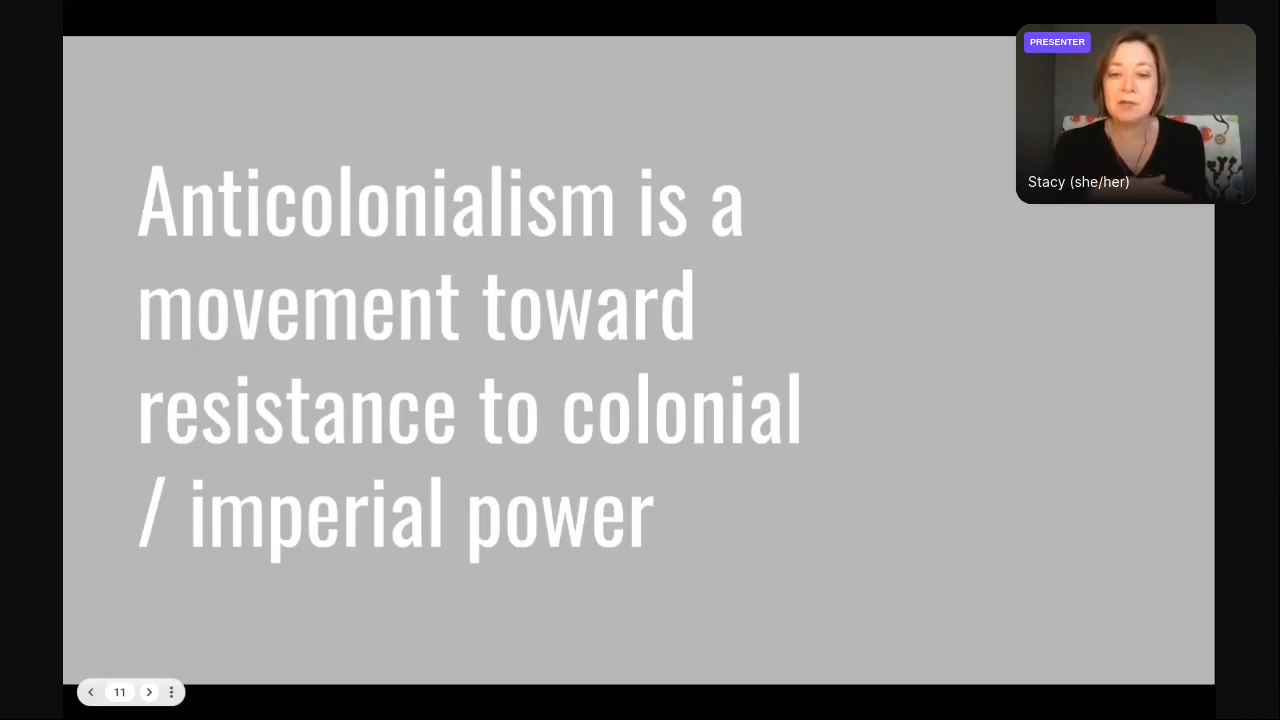 PRESENTER
Stacy (she/her)
Anticolonialism is a
movement toward
resistance to colonial
/ imperial power
11